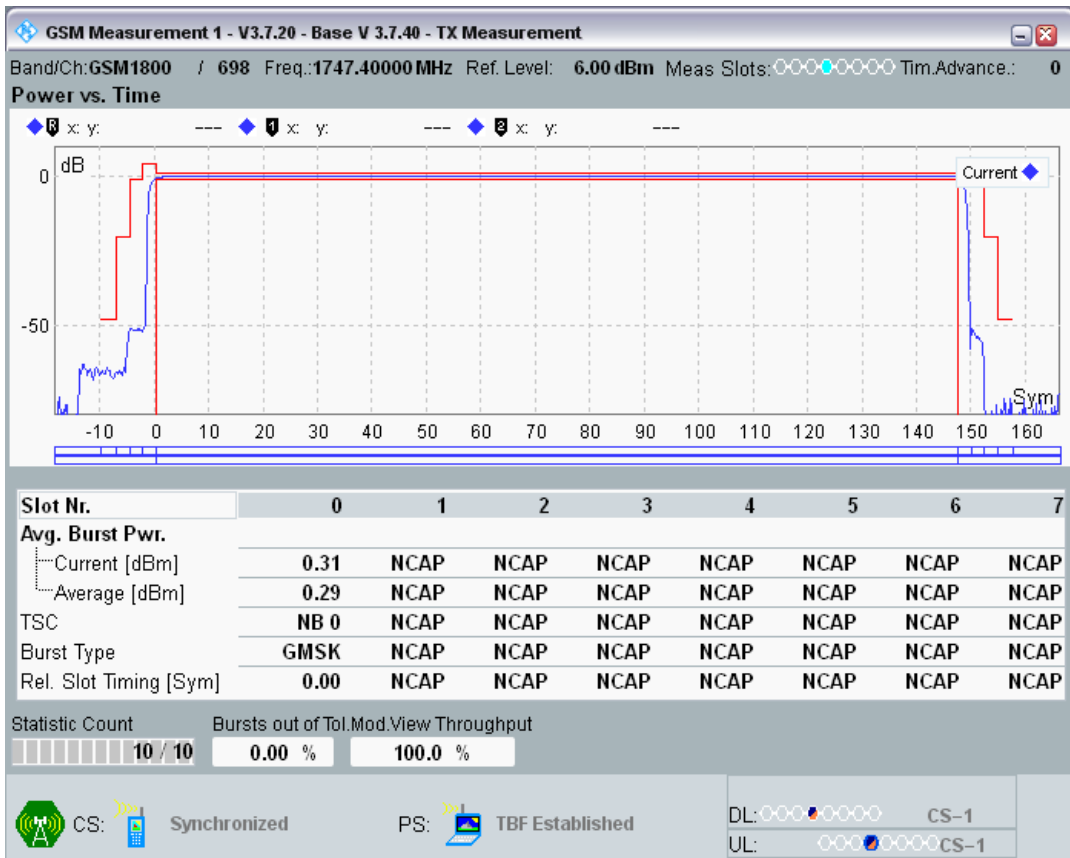 GSM Measurement 1 - V3.7.20 - Base V 3.7.40 - TX Measurement
Band/Ch:GSM1800 / 698 Freq.:1747.40000 MHz Ref. Level: 6.00 dBm Meas Slots: Tim.Advance.: 0
Power vs. Time
R x: y: --- 1 x: y: --- 2 x: y: ---
dB
0
Current
-50
Sym
-10 0 10 20 30 40 50 60 70 80 90 100 110 120 130 140 150 160
Slot Nr. 0 1 2 3 4 5 6 7
Avg. Burst Pwr.
Current [dBm] 0.31 NCAP NCAP NCAP NCAP NCAP NCAP NCAP
Average [dBm] 0.29 NCAP NCAP NCAP NCAP NCAP NCAP NCAP
TSC NB 0 NCAP NCAP NCAP NCAP NCAP NCAP NCAP
Burst Type GMSK NCAP NCAP NCAP NCAP NCAP NCAP NCAP
Rel. Slot Timing [Sym] 0.00 NCAP NCAP NCAP NCAP NCAP NCAP NCAP
Statistic Count Bursts out of Tol.Mod.View Throughput
10 / 10 0.00 % 100.0 %
CS: Synchronized PS: TBF Established
DL: CS-1
UL: CS-1